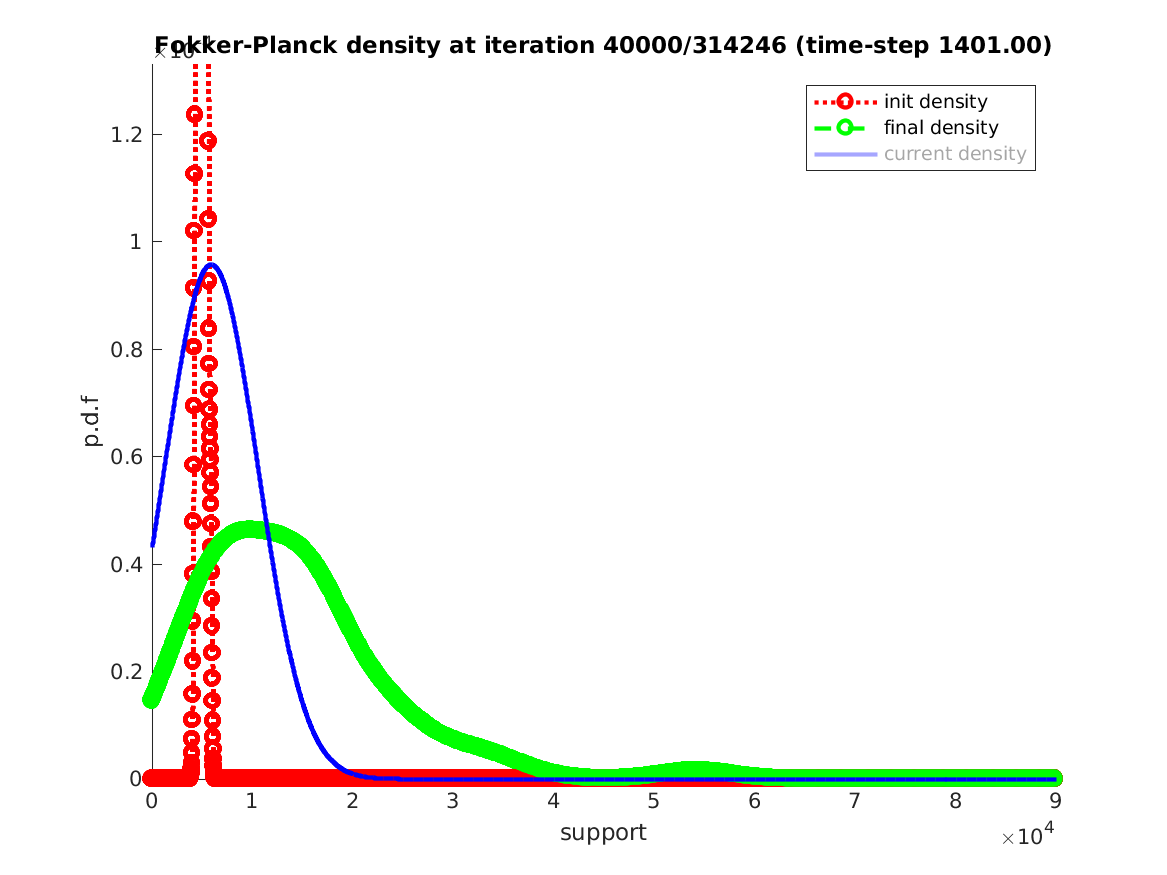 Fokker-Planck density at iteration 40000/314246 (time-step 1401.00)
init density
final density
current density
1.2
1
0.8
0.6
0.4
0.2
0
p.d.f
0 1 2 3 4 5 6 7 8 9
support
×10⁴